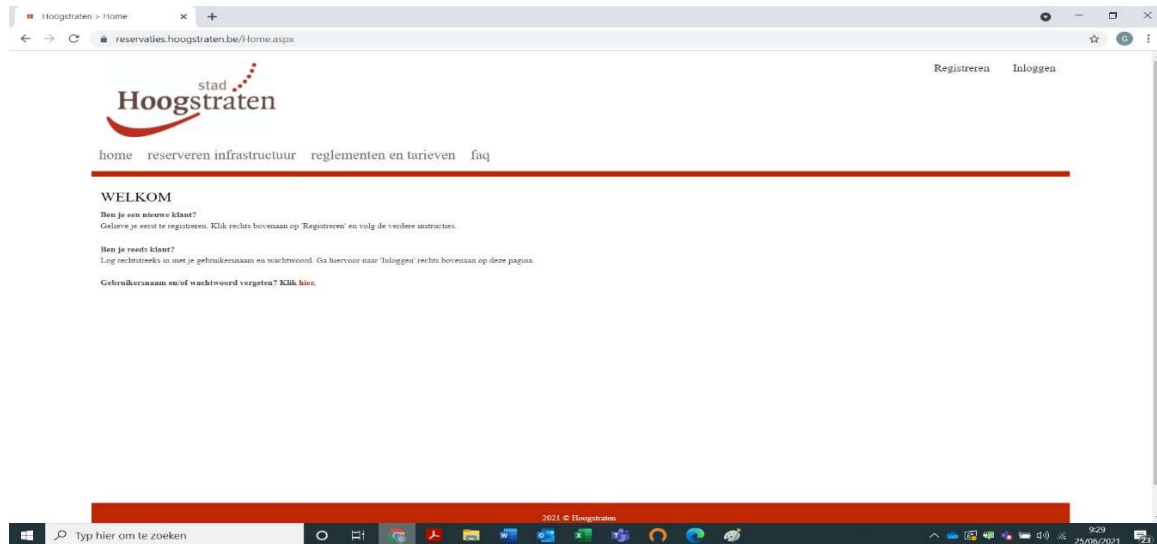 Hoogstraten > Home
reservaties.hoogstraten.be/Home.aspx
G
Registreren Inloggen
stad
Hoogstraten
home reserveren infrastructuur reglementen en tarieven faq
WELKOM
Ben je een nieuwe klant?
Gelieve je eerst te registreren. Klik rechts bovenaan op 'Registreren' en volg de verdere instructies.
Ben je reeds klant?
Log rechtstreeks in met je gebruikersnaam en wachtwoord. Ga hiervoor naar 'Inloggen' rechts bovenaan op deze pagina.
Gebruikersnaam en/of wachtwoord vergeten? Klik hier.
2021 © Hoogstraten
Typ hier om te zoeken
9:29
25/06/2021
23